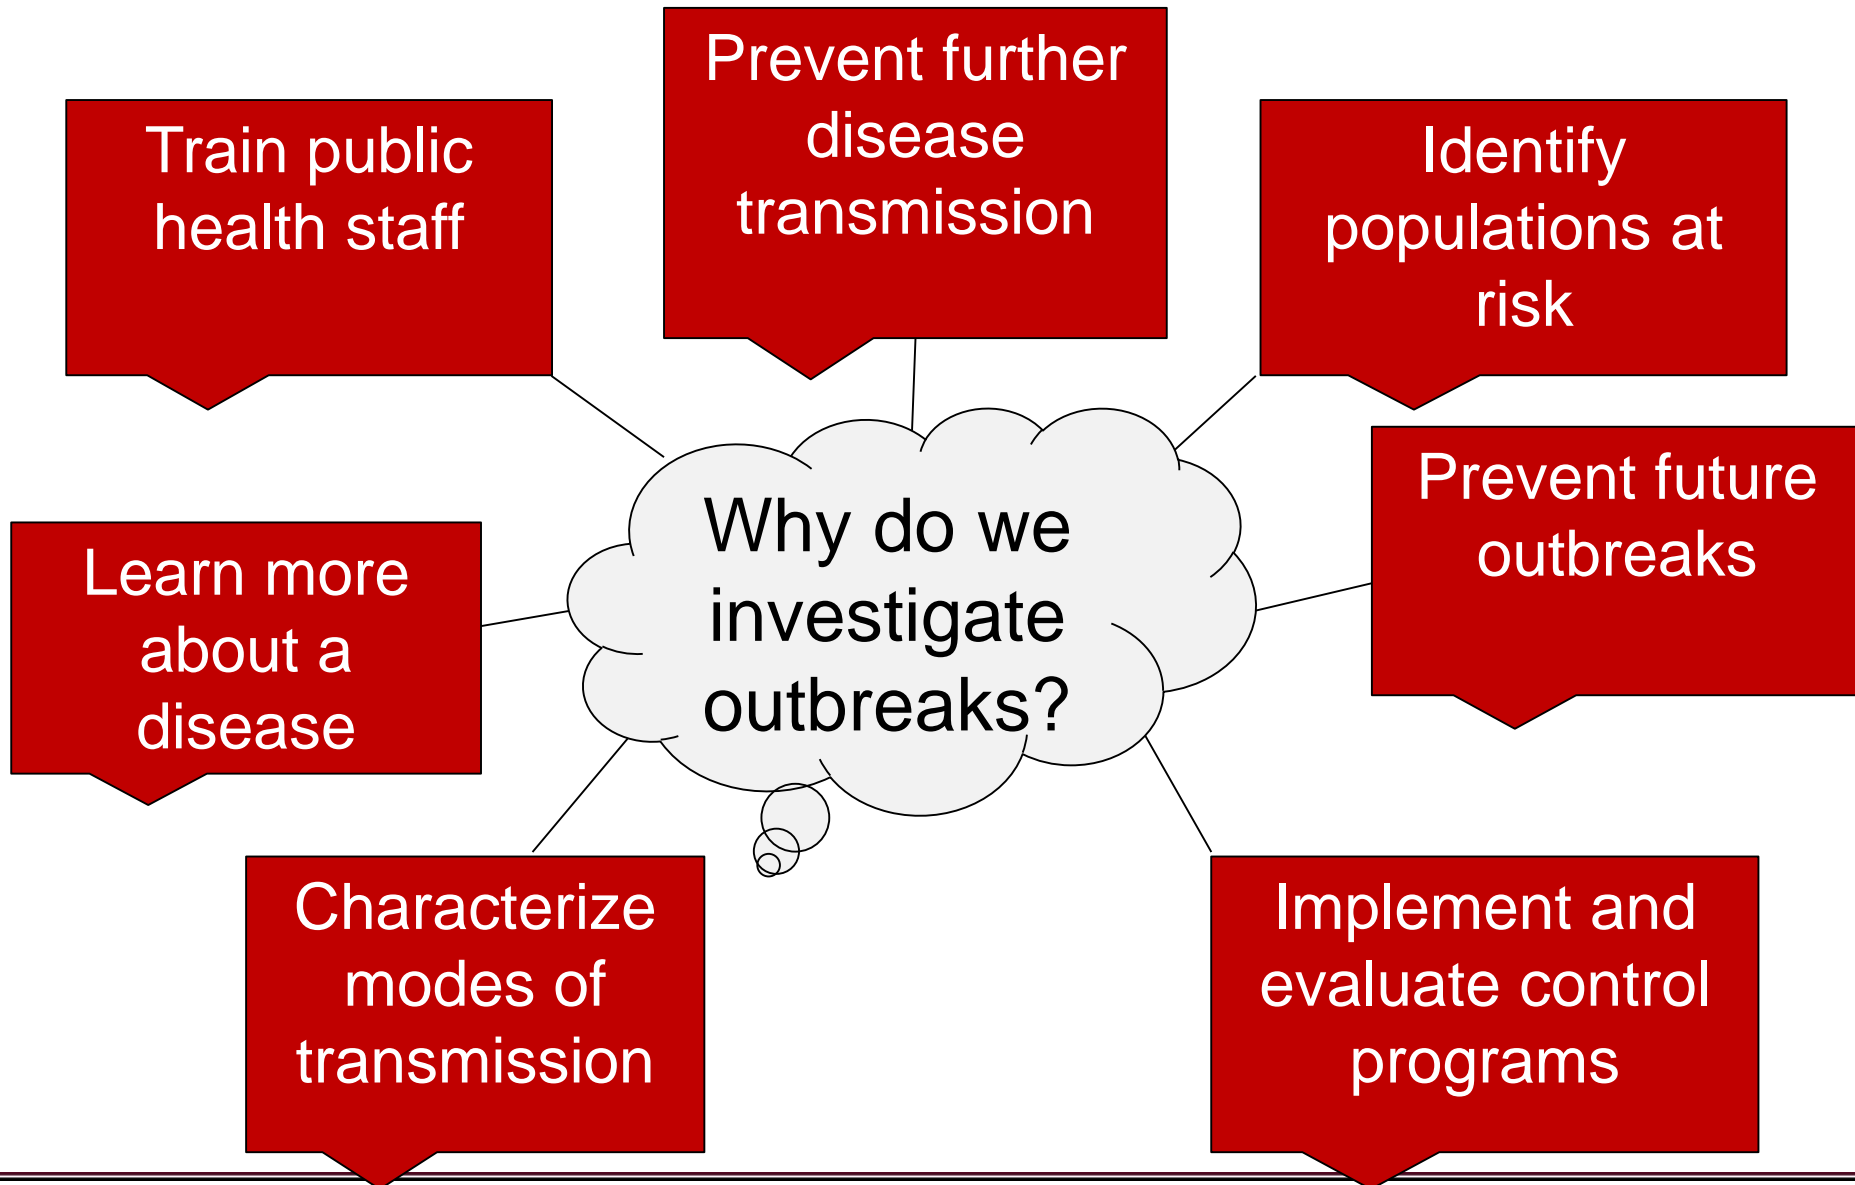 Prevent further
disease
transmission
Train public
health staff
Identify
populations at
risk
Prevent future
outbreaks
Why do we
investigate
outbreaks?
Learn more
about a
disease
Characterize
modes of
transmission
Implement and
evaluate control
programs